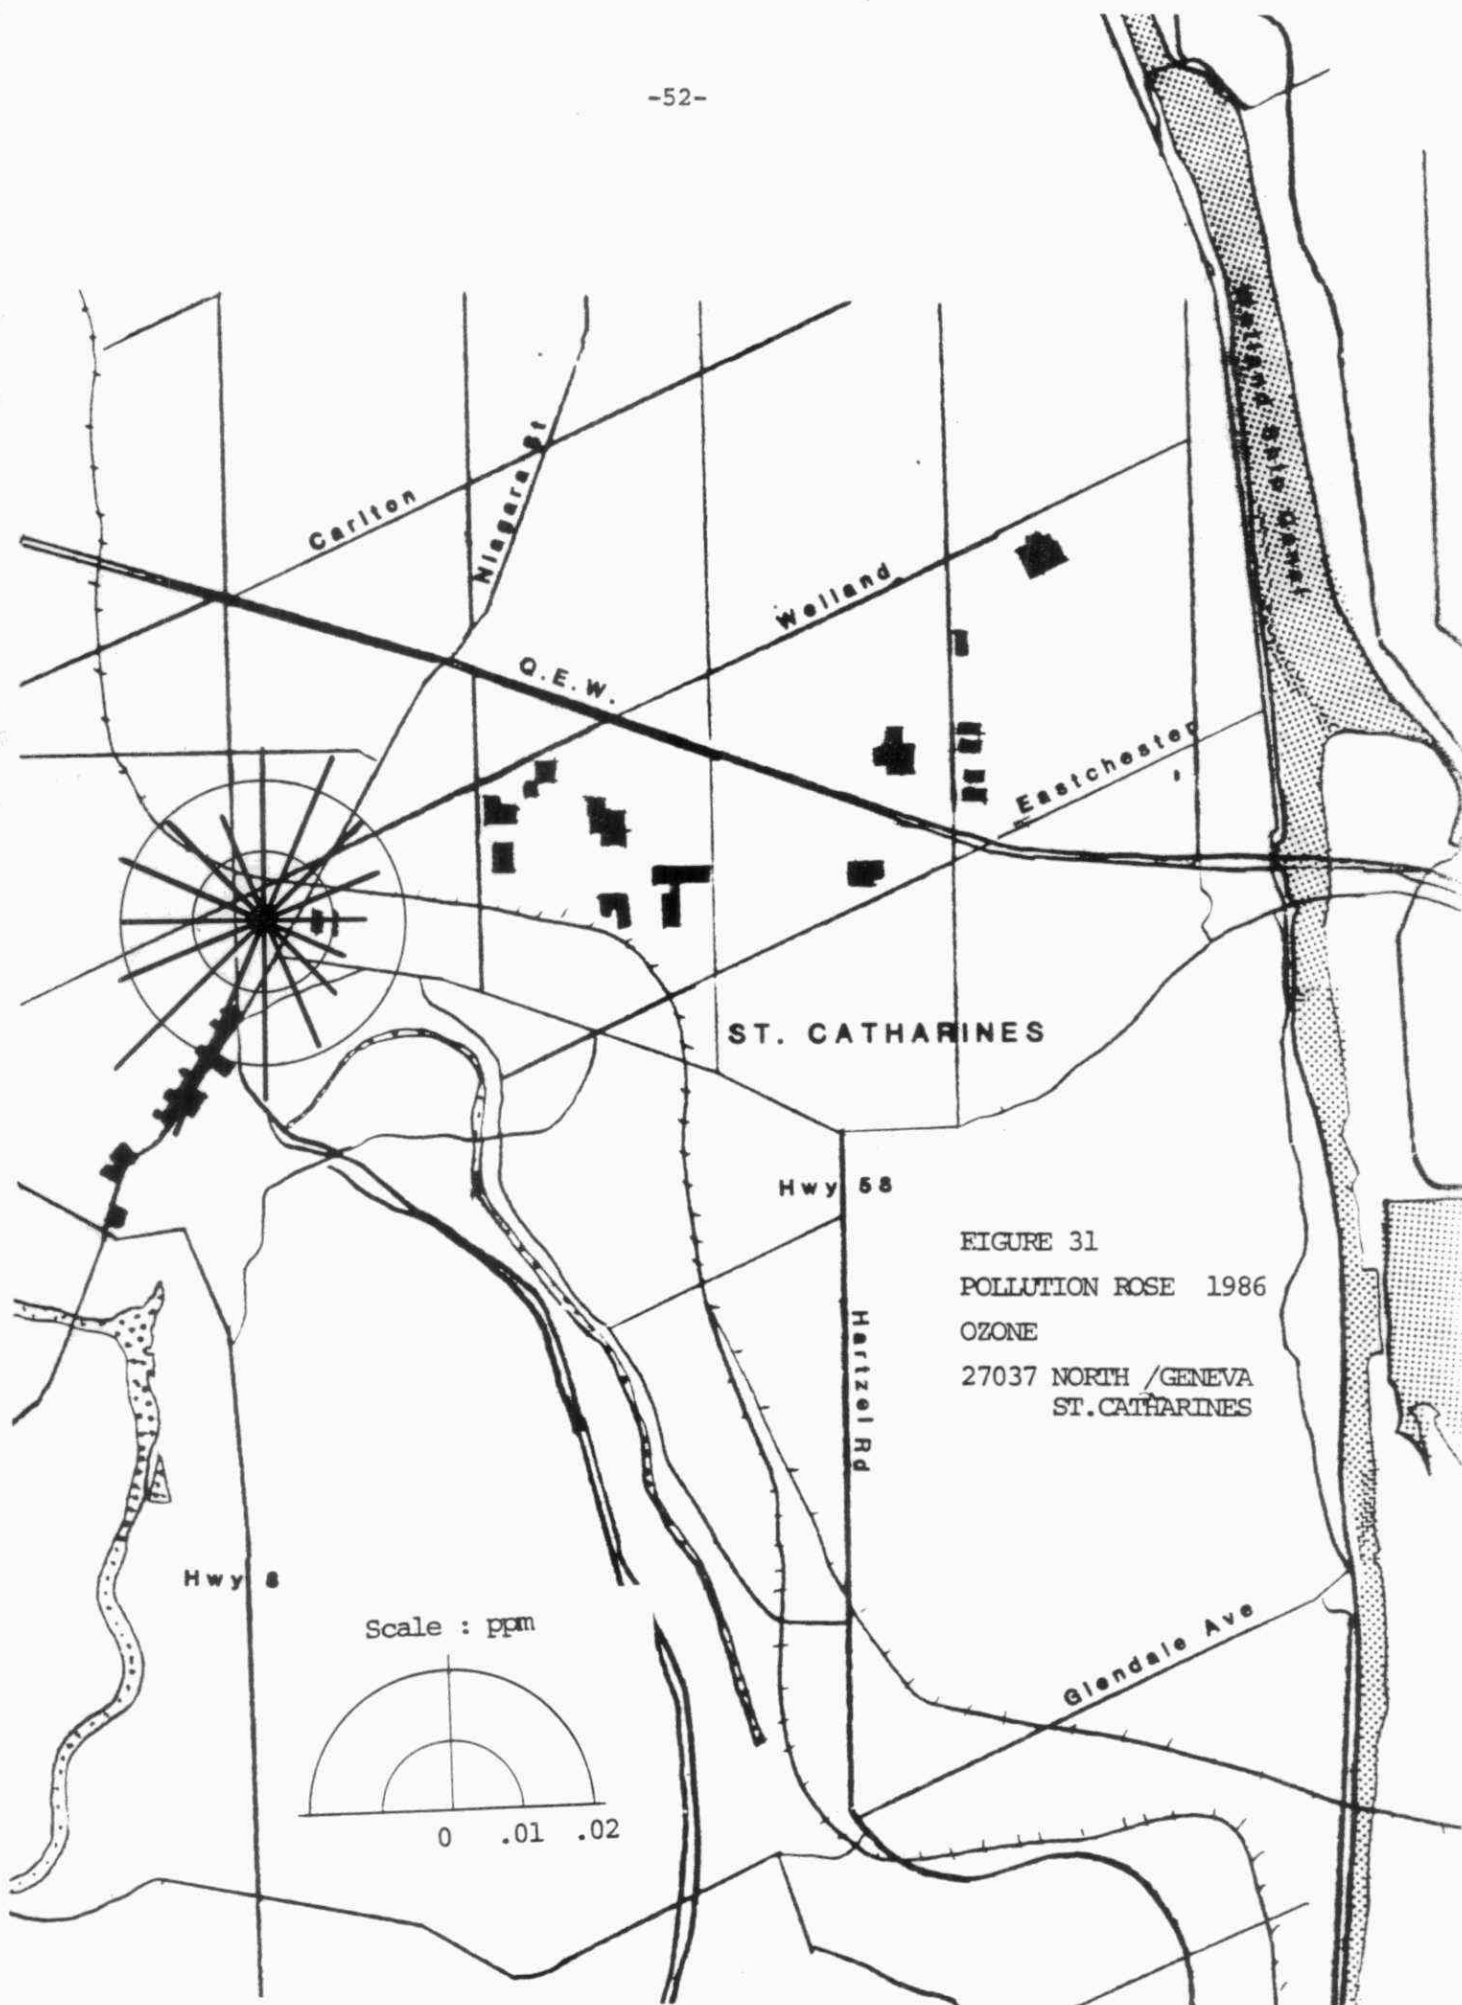 -52-
Welland Ship Canal
Niagara St
Carlton
Welland
Q.E.W.
Eastchester
ST. CATHARINES
Hwy 58
FIGURE 31
POLLUTION ROSE 1986
OZONE
27037 NORTH /GENEVA
ST.CATHARINES
Hartzel Rd
Hwy 8
Scale : ppm
Glendale Ave
0 .01 .02